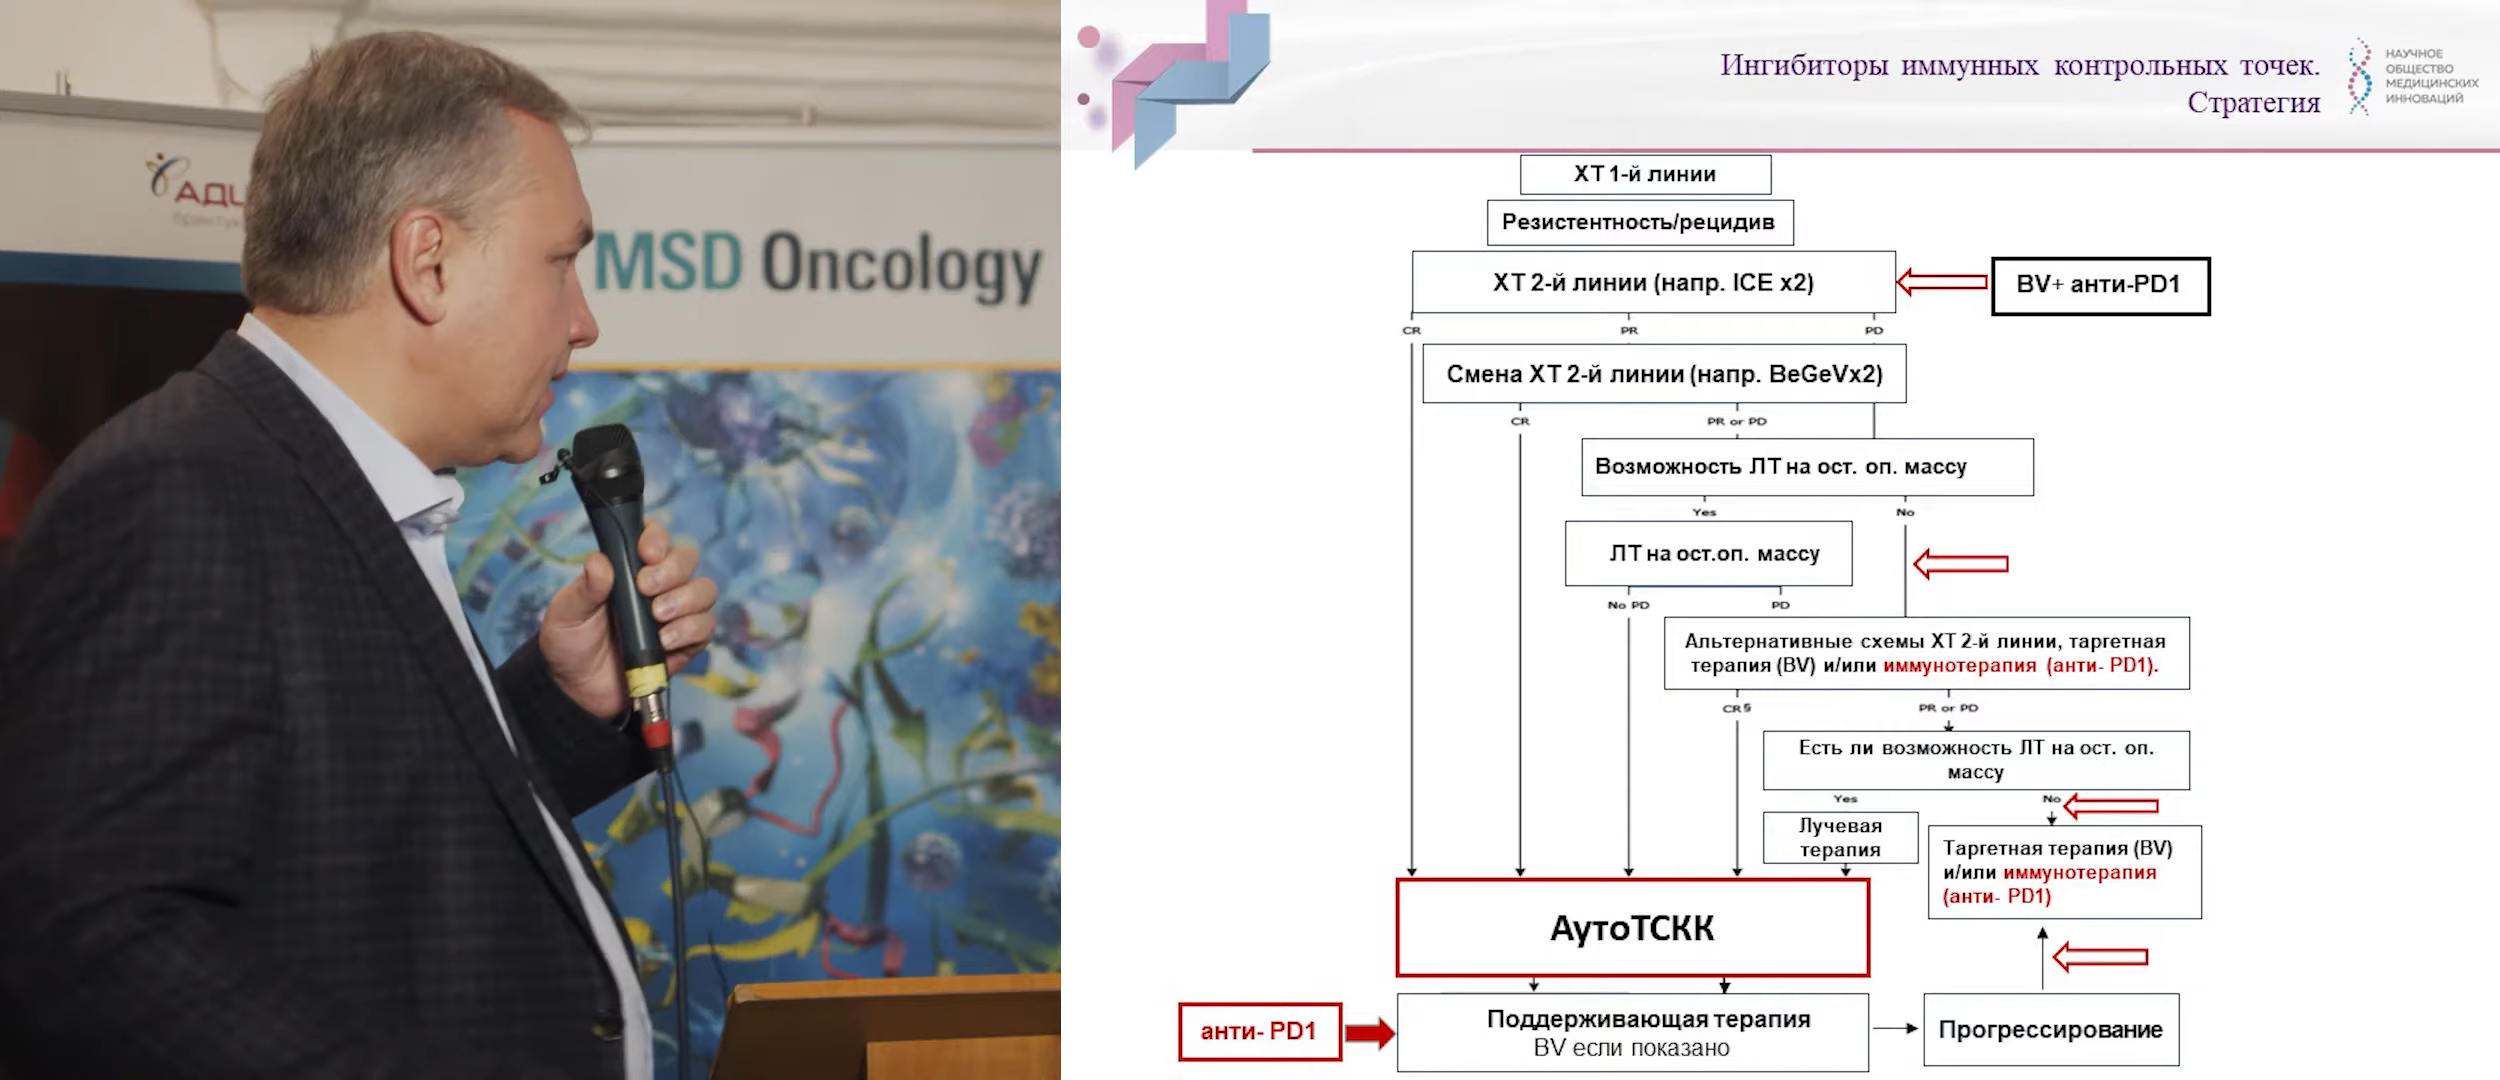 АДЦ
MSD Oncology
Ингибиторы иммунных контрольных точек.
Стратегия
НАУЧНОЕ
ОБЩЕСТВО
МЕДИЦИНСКИХ
ИННОВАЦИЙ
ХТ 1-й линии
Резистентность/рецидив
ХТ 2-й линии (напр. ICE x2)
BV+ анти-PD1
CR PR PD
Смена ХТ 2-й линии (напр. BeGeVx2)
CR PR or PD
Возможность ЛТ на ост. оп. массу
Yes No
ЛТ на ост.оп. массу
No PD PD
Альтернативные схемы ХТ 2-й линии, таргетная
терапия (BV) и/или иммунотерапия (анти- PD1).
CR§ PR or PD
Есть ли возможность ЛТ на ост. оп.
массу
Yes No
Лучевая
терапия
Таргетная терапия (BV)
и/или иммунотерапия
(анти- PD1)
АутоТСКК
анти- PD1
Поддерживающая терапия
BV если показано
Прогрессирование